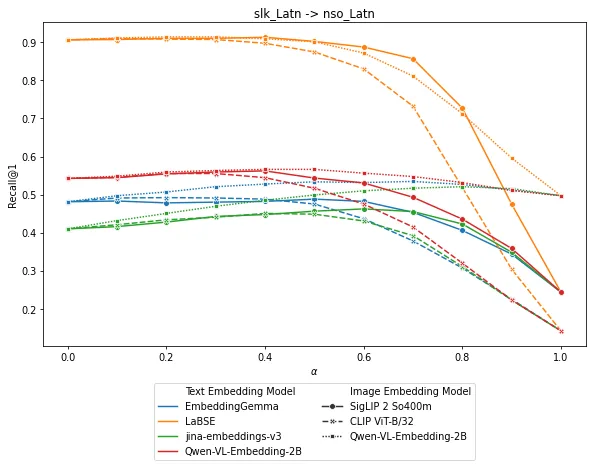 slk_Latn -> nso_Latn
Recall@1
0.9
0.8
0.7
0.6
0.5
0.4
0.3
0.2
0.0 0.2 0.4 0.6 0.8 1.0
α
Text Embedding Model Image Embedding Model
EmbeddingGemma SigLIP 2 So400m
LaBSE CLIP ViT-B/32
jina-embeddings-v3 Qwen-VL-Embedding-2B
Qwen-VL-Embedding-2B